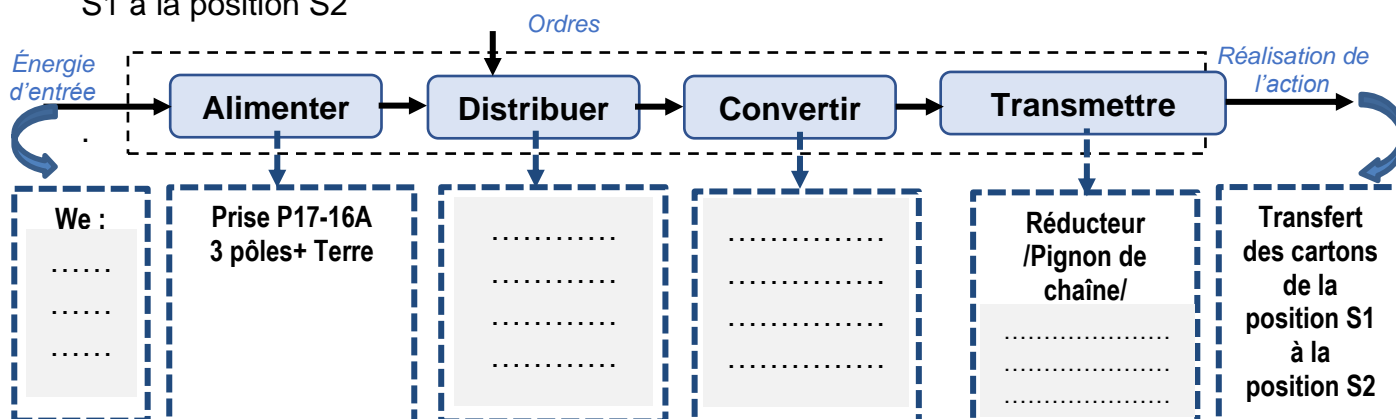 S1 à la position S2
Ordres
Énergie
d'entrée
.
Réalisation de
l'action
Alimenter
Distribuer
Convertir
Transmettre
We :
......
......
......
Prise P17-16A
3 pôles+ Terre
............
............
............
............
...............
...............
...............
...............
Réducteur
/Pignon de
chaîne/
.....................
.....................
.....................
Transfert
des cartons
de la
position S1
à la
position S2